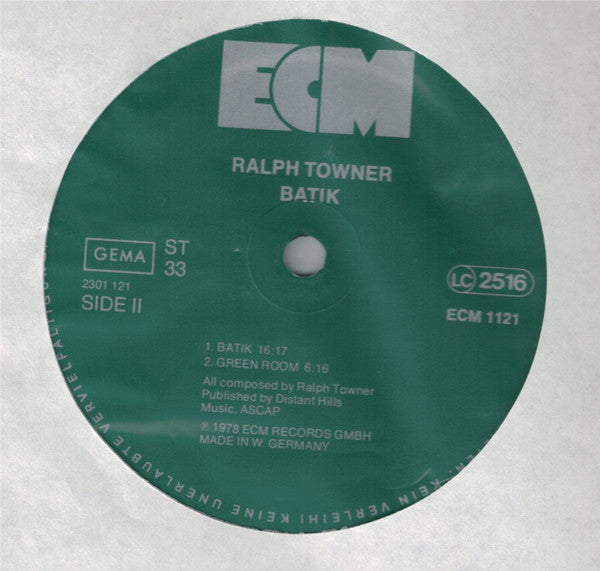 ECM
RALPH TOWNER
BATIK
GEMA
ST
33
2301 121
SIDE II
LC 2516
ECM 1121
1. BATIK 16:17
2. GREEN ROOM 6:16
All composed by Ralph Towner
Published by Distant Hills
Music, ASCAP
℗ 1978 ECM RECORDS GMBH
MADE IN W. GERMANY
KEINE UNERLAUBTE
KEIN VERLEIH!